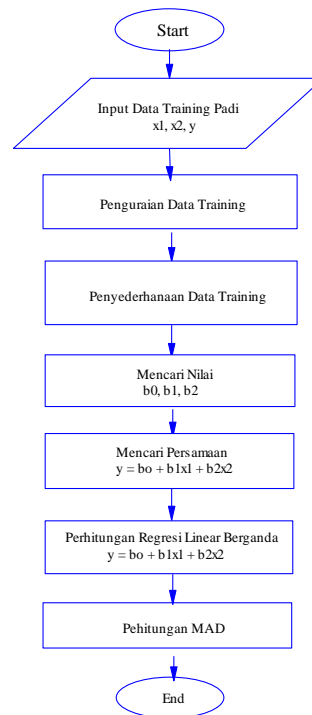 Start
Input Data Training Padi
x1, x2, y
Penguraian Data Training
Penyederhanaan Data Training
Mencari Nilai
b0, b1, b2
Mencari Persamaan
y = bo + b1x1 + b2x2
Perhitungan Regresi Linear Berganda
y = bo + b1x1 + b2x2
Pehitungan MAD
End